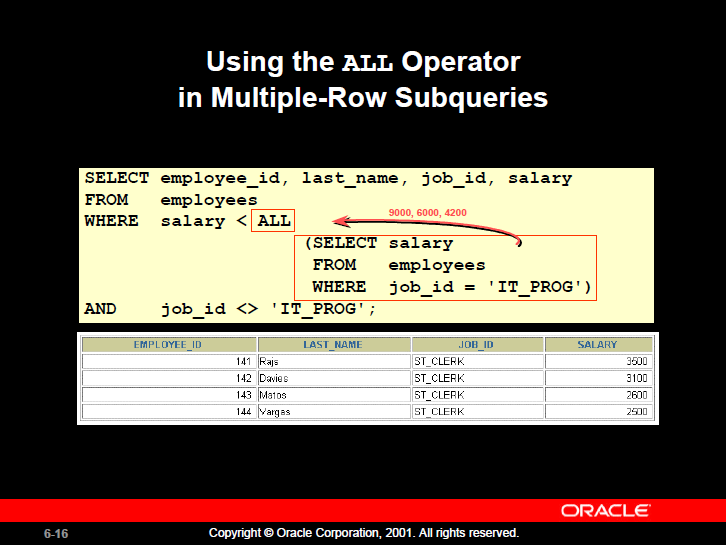 Using the ALL Operator
in Multiple-Row Subqueries
SELECT employee_id, last_name, job_id, salary
FROM employees
WHERE salary < ALL
9000, 6000, 4200
(SELECT salary
FROM employees
WHERE job_id = 'IT_PROG')
AND job_id <> 'IT_PROG';
EMPLOYEE_ID LAST_NAME JOB_ID SALARY
141 Rajs ST_CLERK 3500
142 Davies ST_CLERK 3100
143 Matos ST_CLERK 2600
144 Vargas ST_CLERK 2500
ORACLE
6-16 Copyright © Oracle Corporation, 2001. All rights reserved.